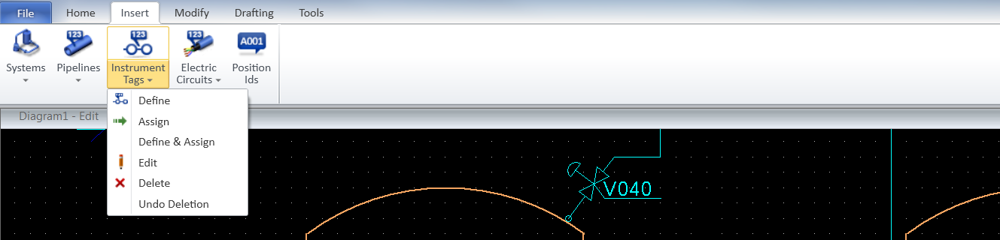 File Home Insert Modify Drafting Tools
123 123 123 A001
Systems Pipelines Instrument Tags Electric Circuits Position Ids
Define
Diagram1 - Edit
Assign
Define & Assign
Edit
Delete
Undo Deletion
V040